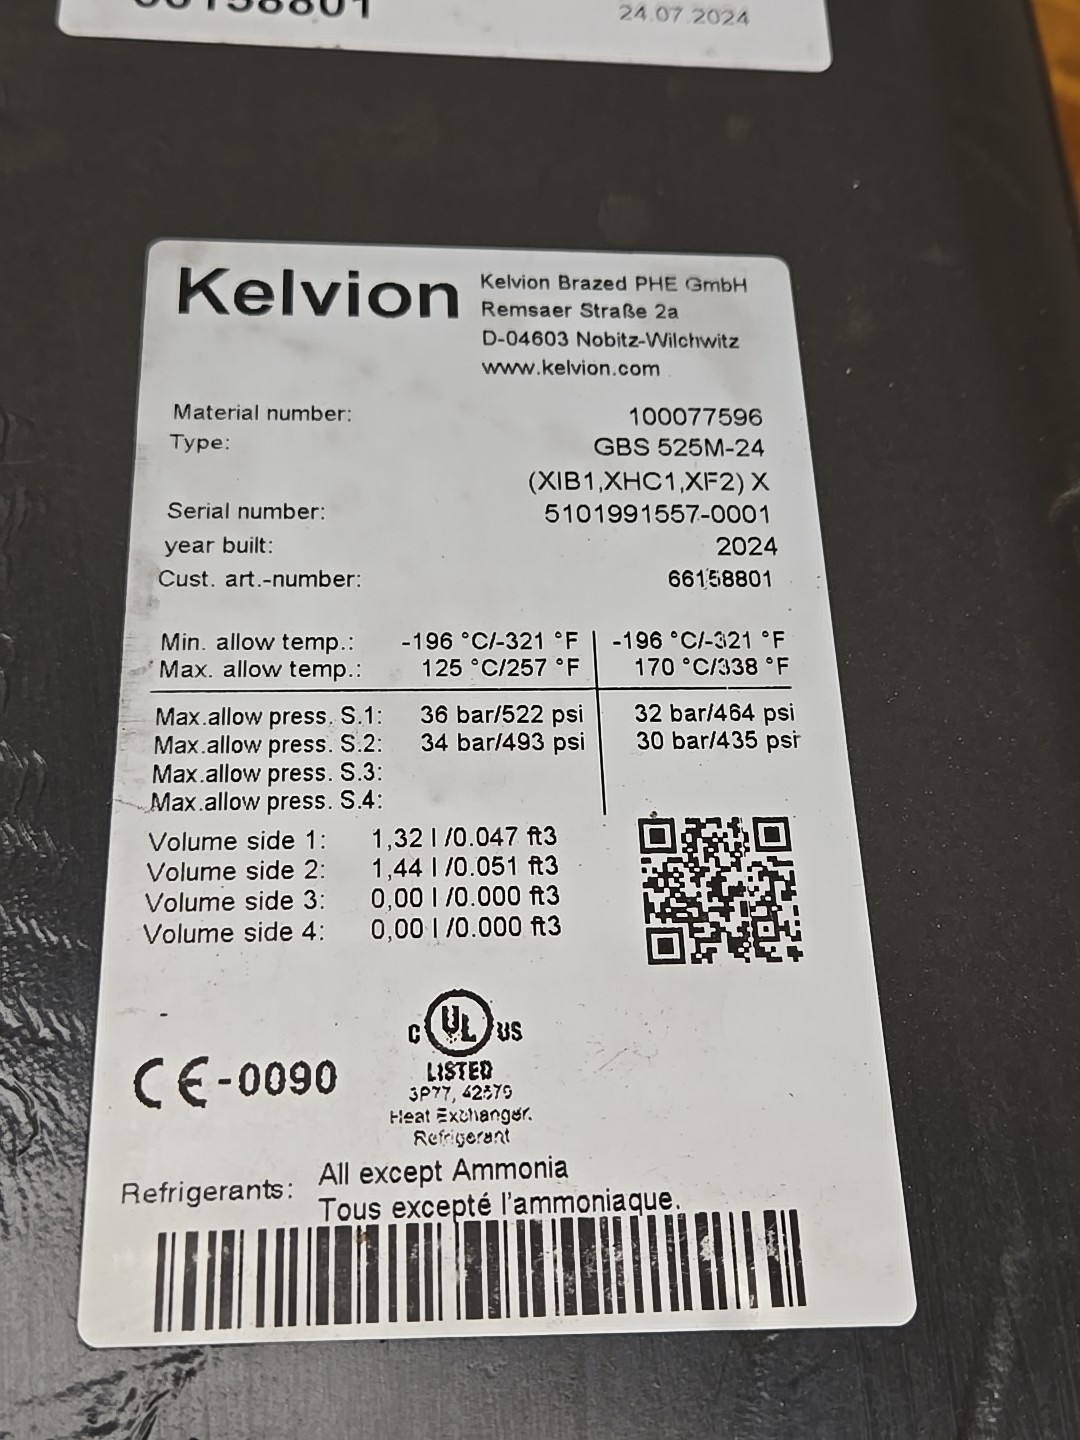 66158801
24.07.2024
Kelvion
Kelvion Brazed PHE GmbH
Remsaer Straße 2a
D-04603 Nobitz-Wilchwitz
www.kelvion.com
Material number: 100077596
Type: GBS 525M-24
(XIB1,XHC1,XF2) X
Serial number: 5101991557-0001
year built: 2024
Cust. art.-number: 66158801
Min. allow temp.: -196 °C/-321 °F -196 °C/-321 °F
Max. allow temp.: 125 °C/257 °F 170 °C/338 °F
Max.allow press. S.1: 36 bar/522 psi 32 bar/464 psi
Max.allow press. S.2: 34 bar/493 psi 30 bar/435 psi
Max.allow press. S.3:
Max.allow press. S.4:
Volume side 1: 1,32 l /0.047 ft3
Volume side 2: 1,44 l /0.051 ft3
Volume side 3: 0,00 l /0.000 ft3
Volume side 4: 0,00 l /0.000 ft3
C UL US
LISTED
CE-0090
3P77,
Heat Exchanger.
Refrigerant
Refrigerants: All except Ammonia
Tous excepté l'ammoniaque.